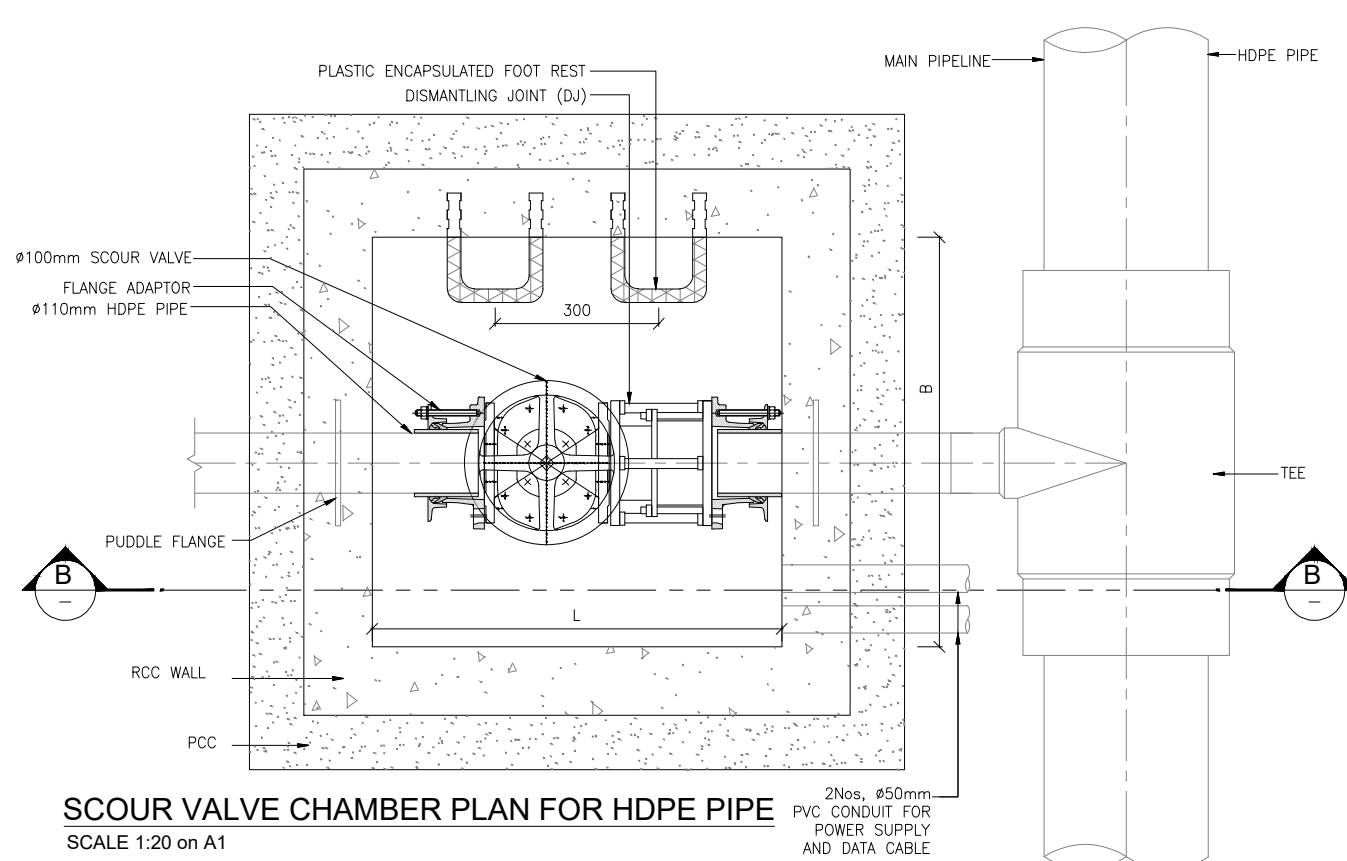 MAIN PIPELINE
HDPE PIPE
PLASTIC ENCAPSULATED FOOT REST
DISMANTLING JOINT (DJ)
Ø100mm SCOUR VALVE
FLANGE ADAPTOR
Ø110mm HDPE PIPE
300
B
TEE
PUDDLE FLANGE
B
–
B
–
L
RCC WALL
PCC
2Nos, Ø50mm
PVC CONDUIT FOR
POWER SUPPLY
AND DATA CABLE
SCOUR VALVE CHAMBER PLAN FOR HDPE PIPE
SCALE 1:20 on A1